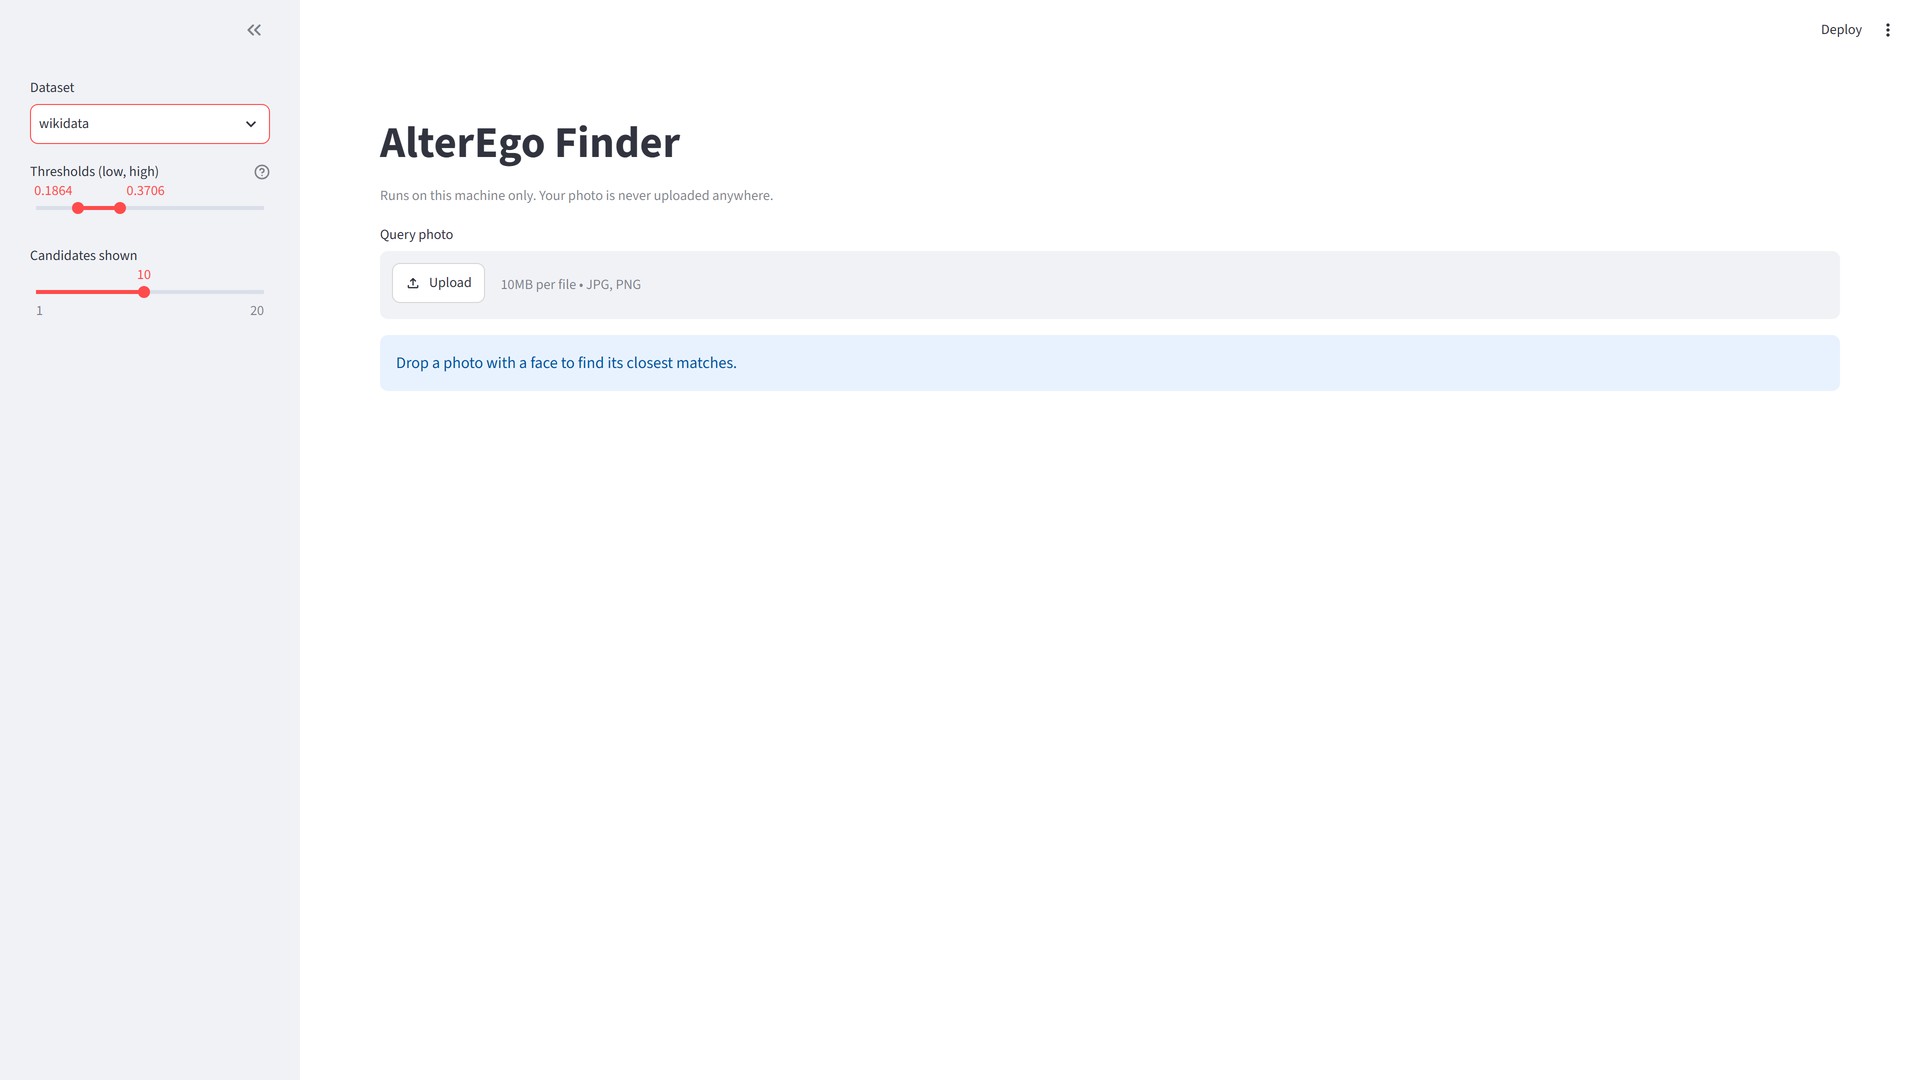 Deploy
Dataset
wikidata
Thresholds (low, high)
0.1864 0.3706
Candidates shown
10
1 20
AlterEgo Finder
Runs on this machine only. Your photo is never uploaded anywhere.
Query photo
Upload 10MB per file • JPG, PNG
Drop a photo with a face to find its closest matches.